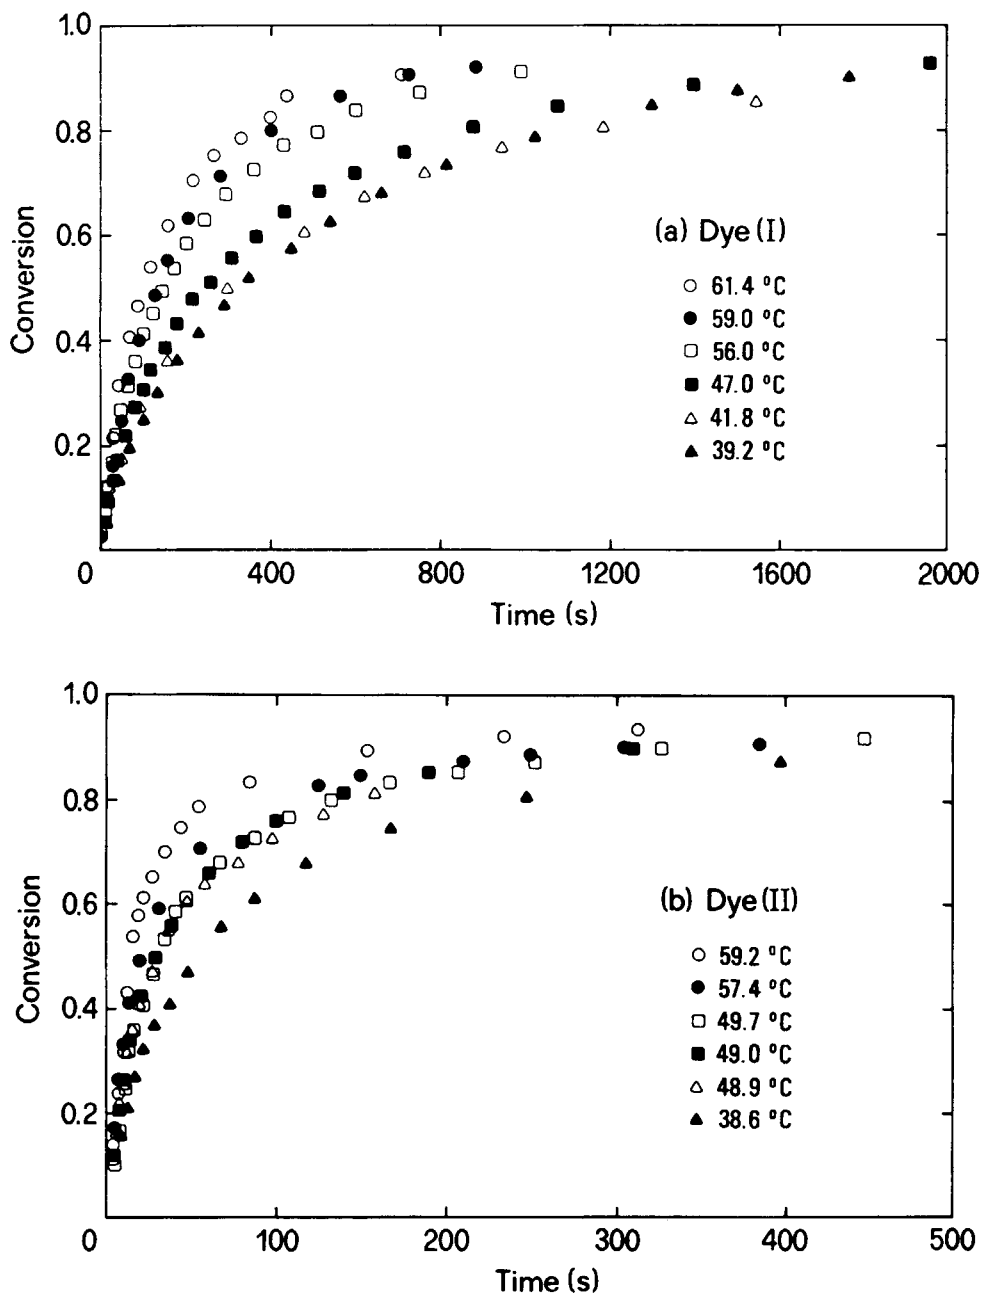 1.0
0.8
0.6
0.4
0.2
Conversion
(a) Dye (I)
61.4 °C
59.0 °C
56.0 °C
47.0 °C
41.8 °C
39.2 °C
0 400 800 1200 1600 2000
Time (s)
1.0
0.8
0.6
0.4
0.2
Conversion
(b) Dye (II)
59.2 °C
57.4 °C
49.7 °C
49.0 °C
48.9 °C
38.6 °C
0 100 200 300 400 500
Time (s)